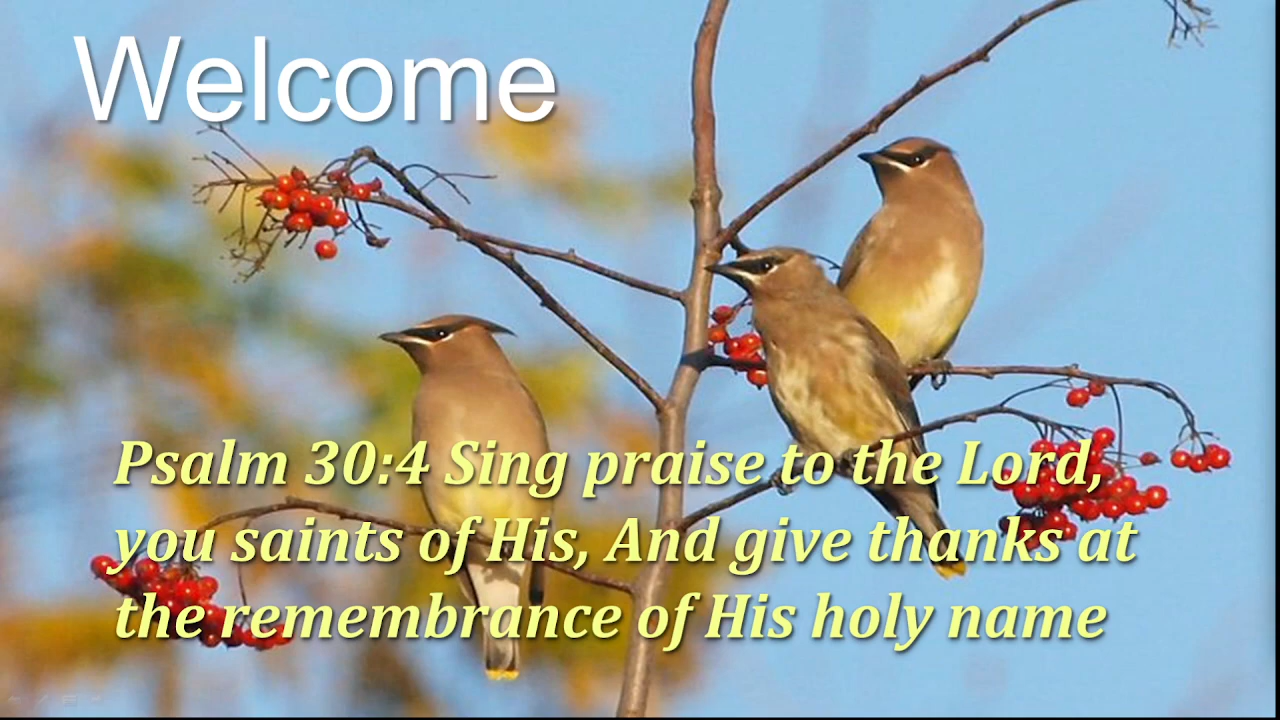 Welcome
Psalm 30:4 Sing praise to the Lord,
you saints of His, And give thanks at
the remembrance of His holy name